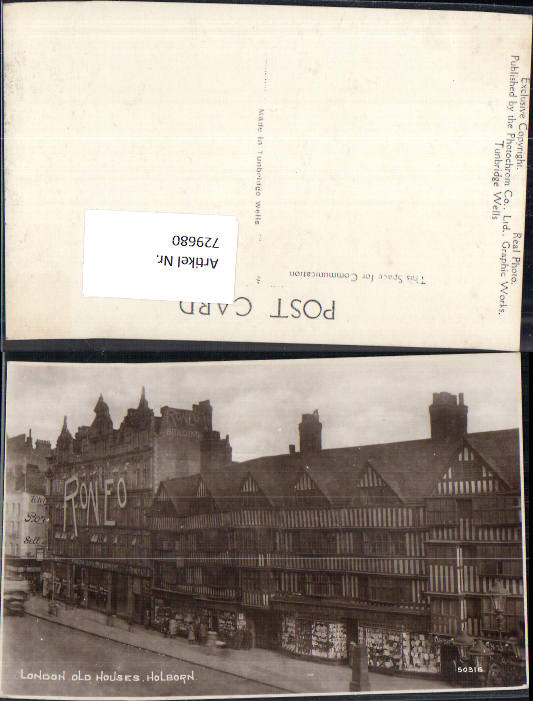 Exclusive Copyright. Real Photo.
Published by the Photochrom Co., Ltd., Graphic Works,
Tunbridge Wells
Made in Tunbridge Wells
This Space for Communication
POST CARD
Artikel Nr.
729680
RONEO
LONDON OLD HOUSES. HOLBORN.
50316